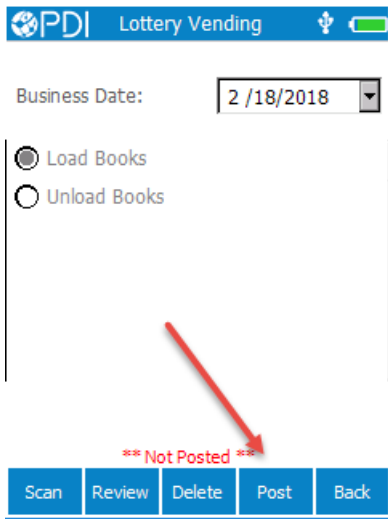 PDI Lottery Vending
Business Date: 2 /18/2018
Load Books
Unload Books
** Not Posted **
Scan Review Delete Post Back